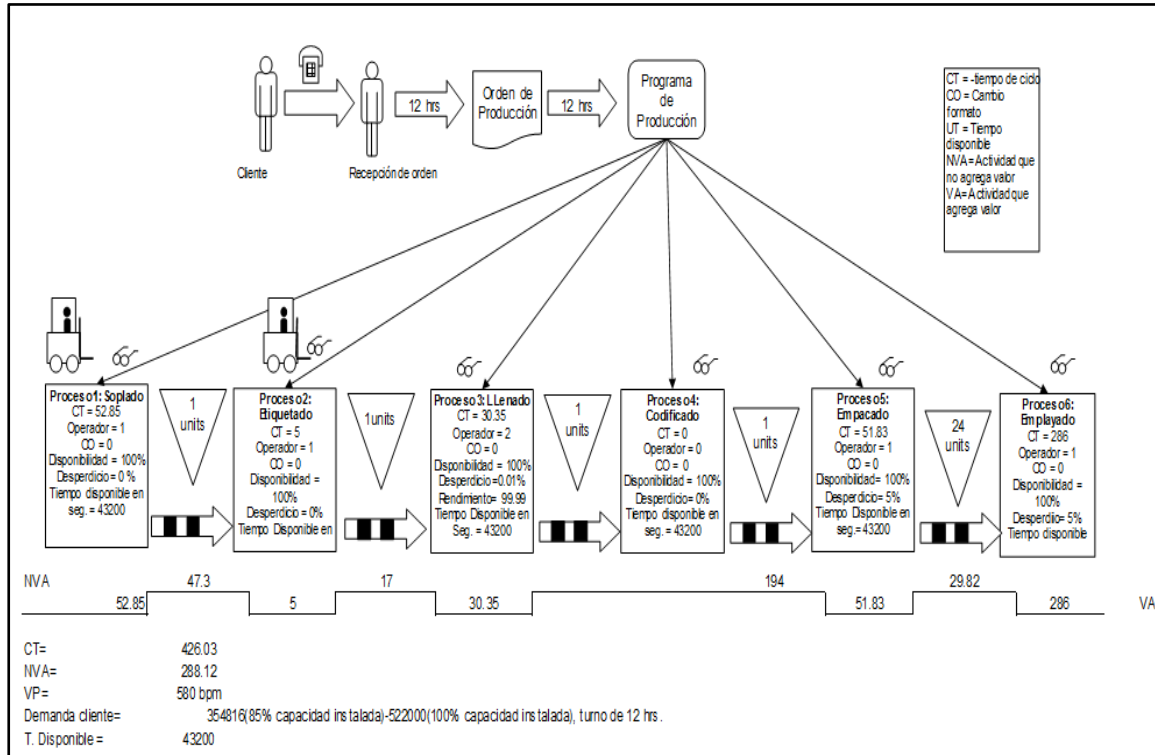 CT = -tiempo de ciclo
CO = Cambio
formato
UT = Tiempo
disponible
NVA= Actividad que
no agrega valor
VA= Actividad que
agrega valor
12 hrs
Orden de
Producción
12 hrs
Programa
de
Producción
Cliente
Recepción de orden
Proceso1: Soplado
CT = 52.85
Operador = 1
CO = 0
Disponibilidad = 100%
Desperdicio = 0 %
Tiempo disponible en
seg. = 43200
1
units
Proceso2:
Etiquetado
CT = 5
Operador = 1
CO = 0
Disponibilidad =
100%
Desperdicio = 0%
Tiempo Disponible en
1units
Proceso3: LLenado
CT = 30.35
Operador = 2
CO = 0
Disponibilidad = 100%
Desperdicio=0.01%
Rendimiento= 99.99
Tiempo Disponible en
Seg. = 43200
1
units
Proceso4:
Codificado
CT = 0
Operador = 0
CO = 0
Disponibilidad = 100%
Desperdicio= 0%
Tiempo disponible en
seg. = 43200
1
units
Proceso5:
Empacado
CT = 51.83
Operador = 1
CO = 0
Disponibilidad= 100%
Desperdicio= 5%
Tiempo Disponible en
seg. = 43200
24
units
Proceso6:
Emplayado
CT = 286
Operador = 1
CO = 0
Disponibilidad =
100%
Desperdiio= 5%
Tiempo disponible
NVA 47.3 17 194 29.82
52.85 5 30.35 51.83 286 VA
CT= 426.03
NVA= 288.12
VP= 580 bpm
Demanda cliente= 354816(85% capacidad instalada)-522000(100% capacidad instalada), turno de 12 hrs.
T. Disponible = 43200